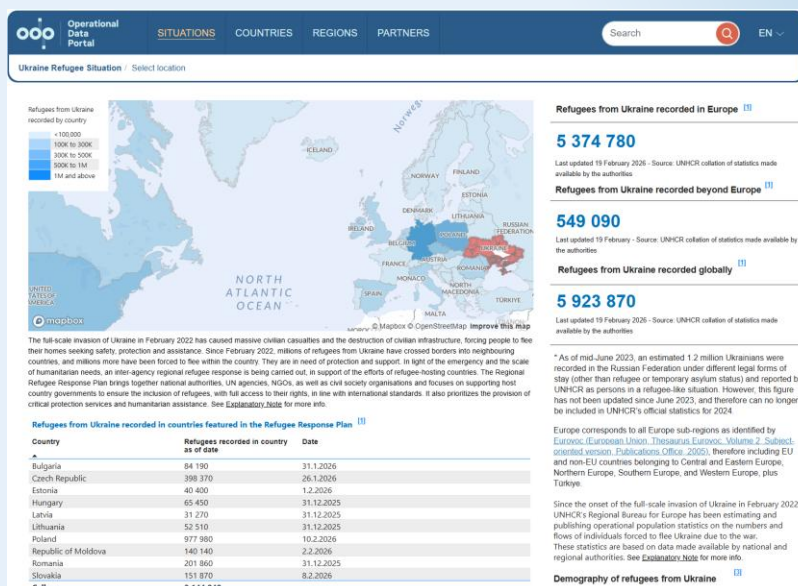 Operational
Data
Portal
SITUATIONS COUNTRIES REGIONS PARTNERS
Search
EN
Ukraine Refugee Situation / Select location
Refugees from Ukraine
recorded by country
<100,000
100K to 300K
300K to 500K
500K to 1M
1M and above
Norwegi
ICELAND
NORWAY
FINLAND
ESTONIA
DENMARK
LITHUANIA
RUSSIAN
FEDERATION
IRELAND
BELGIUM
POLAND
UKRAINE
FRANCE
AUSTRIA
ROMANIA
MONACO
NORTH
MACEDONIA
SPAIN
TÜRKIYE
MALTA
UNITED
STATES OF
AMERICA
NORTH
ATLANTIC
OCEAN
mapbox
© Mapbox © OpenStreetMap Improve this map
The full-scale invasion of Ukraine in February 2022 has caused massive civilian casualties and the destruction of civilian infrastructure, forcing people to flee
their homes seeking safety, protection and assistance. Since February 2022, millions of refugees from Ukraine have crossed borders into neighbouring
countries, and millions more have been forced to flee within the country. They are in need of protection and support. In light of the emergency and the scale
of humanitarian needs, an inter-agency regional refugee response is being carried out, in support of the efforts of refugee-hosting countries. The Regional
Refugee Response Plan brings together national authorities, UN agencies, NGOs, as well as civil society organisations and focuses on supporting host
country governments to ensure the inclusion of refugees, with full access to their rights, in line with international standards. It also prioritizes the provision of
critical protection services and humanitarian assistance. See Explanatory Note for more info.
Refugees from Ukraine recorded in countries featured in the Refugee Response Plan [1]
Country Refugees recorded in country Date
as of date
Bulgaria 84 190 31.1.2026
Czech Republic 398 370 26.1.2026
Estonia 40 400 1.2.2026
Hungary 65 450 31.12.2025
Latvia 31 270 31.12.2025
Lithuania 52 510 31.12.2025
Poland 977 980 10.2.2026
Republic of Moldova 140 140 2.2.2026
Romania 201 860 31.12.2025
Slovakia 151 870 8.2.2026
Refugees from Ukraine recorded in Europe [1]
5 374 780
Last updated 19 February 2026 - Source: UNHCR collation of statistics made
available by the authorities
Refugees from Ukraine recorded beyond Europe [1]
549 090
Last updated 19 February - Source: UNHCR collation of statistics made available by
the authorities
Refugees from Ukraine recorded globally [1]
5 923 870
Last updated 19 February 2026 - Source: UNHCR collation of statistics made
available by the authorities
* As of mid-June 2023, an estimated 1.2 million Ukrainians were
recorded in the Russian Federation under different legal forms of
stay (other than refugee or temporary asylum status) and reported b
UNHCR as persons in a refugee-like situation. However, this figure
has not been updated since June 2023, and therefore can no longer
be included in UNHCR's official statistics for 2024
Europe corresponds to all Europe sub-regions as identified by
Eurovoc (European Union, Thesaurus Eurovoc, Volume 2, Subject-
oriented version, Publications Office, 2005), therefore including EU
and non-EU countries belonging to Central and Eastern Europe,
Northern Europe, Southern Europe, and Western Europe, plus
Türkiye.
Since the onset of the full-scale invasion of Ukraine in February 2022
UNHCR's Regional Bureau for Europe has been estimating and
publishing operational population statistics on the numbers and
flows of individuals forced to flee Ukraine due to the war.
These statistics are based on data made available by national and
regional authorities. See Explanatory Note for more info.
Demography of refugees from Ukraine